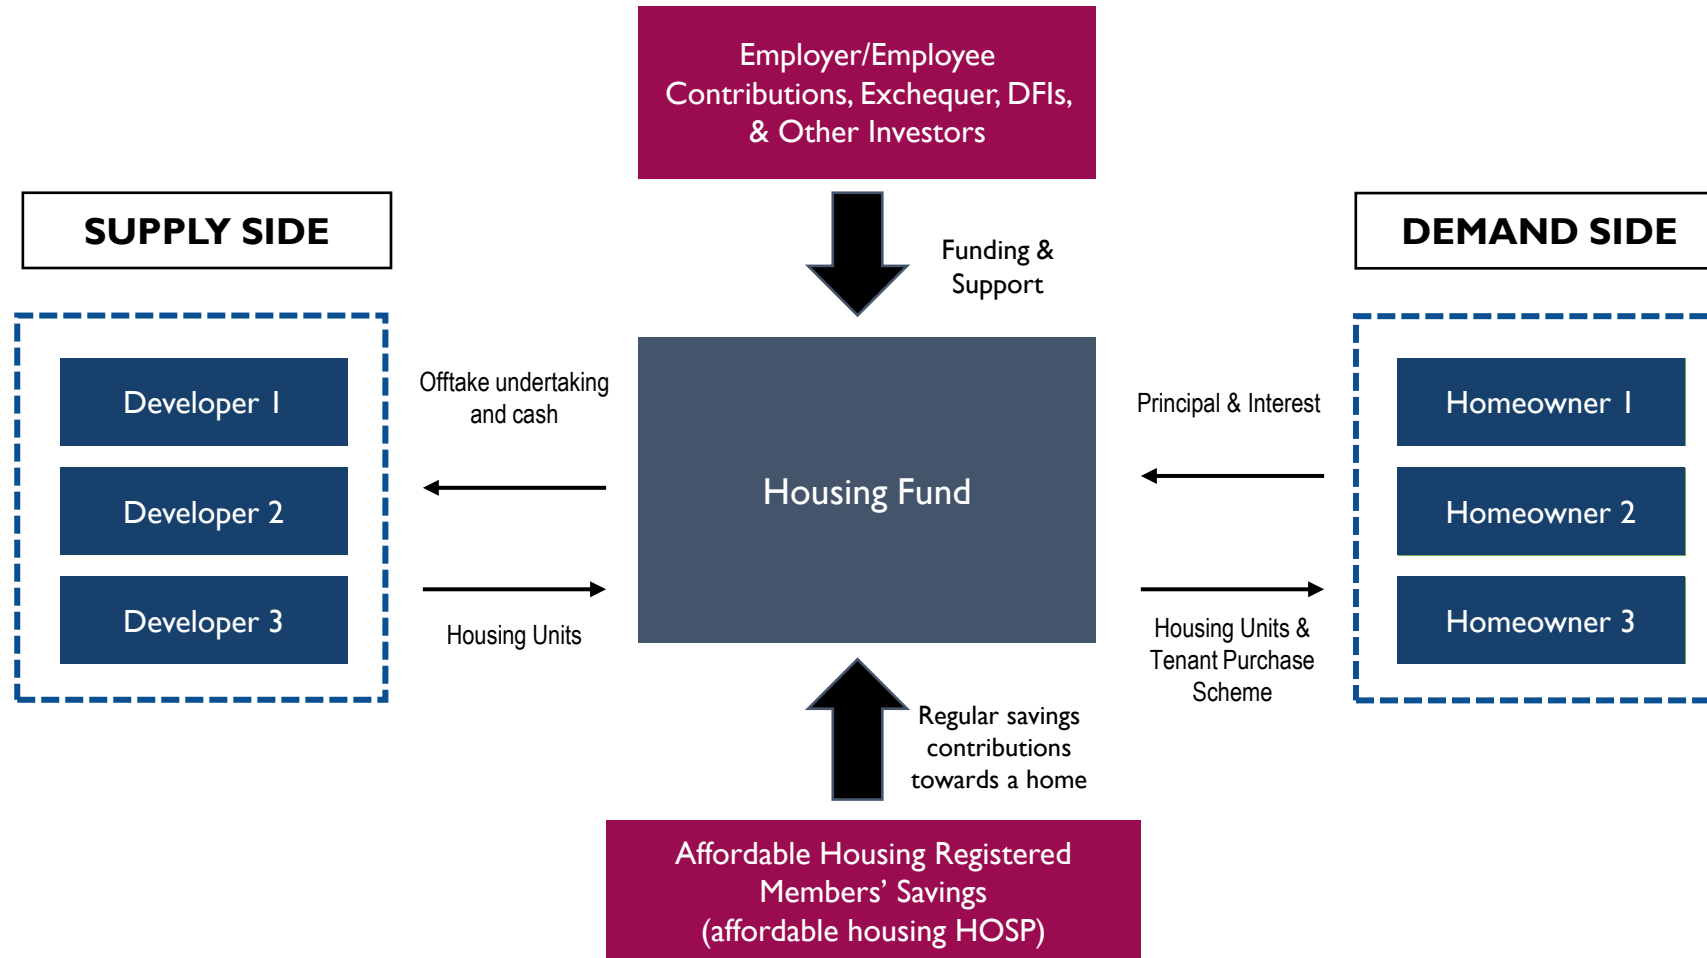 Employer/Employee
Contributions, Exchequer, DFIs,
& Other Investors
SUPPLY SIDE
DEMAND SIDE
Funding &
Support
Developer 1
Developer 2
Developer 3
Offtake undertaking
and cash
Housing Units
Housing Fund
Principal & Interest
Housing Units &
Tenant Purchase
Scheme
Homeowner 1
Homeowner 2
Homeowner 3
Regular savings
contributions
towards a home
Affordable Housing Registered
Members’ Savings
(affordable housing HOSP)